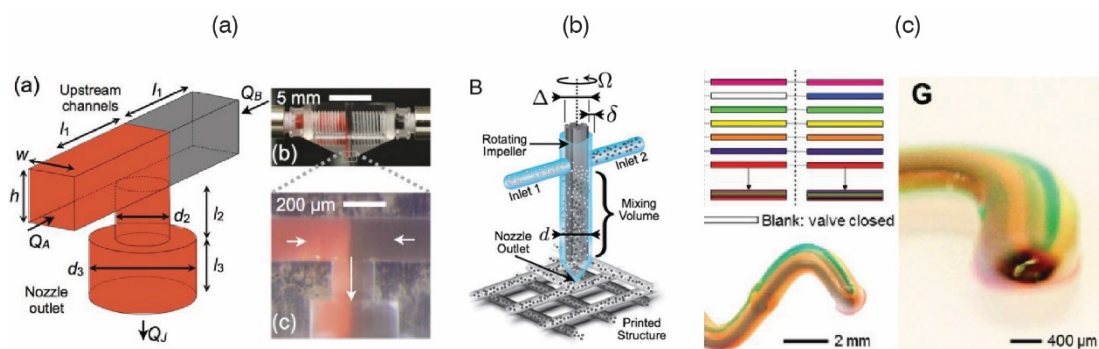 (a)
(b)
(c)
(a)
Upstream
channels
l1
l1
QB
w
h
QA
d2
l2
d3
l3
Nozzle
outlet
QJ
5 mm
(b)
200 µm
(c)
B
Ω
Δ
δ
Rotating
Impeller
Inlet 1
Inlet 2
Mixing
Volume
d
Nozzle
Outlet
Printed
Structure
Blank: valve closed
2 mm
G
400 µm